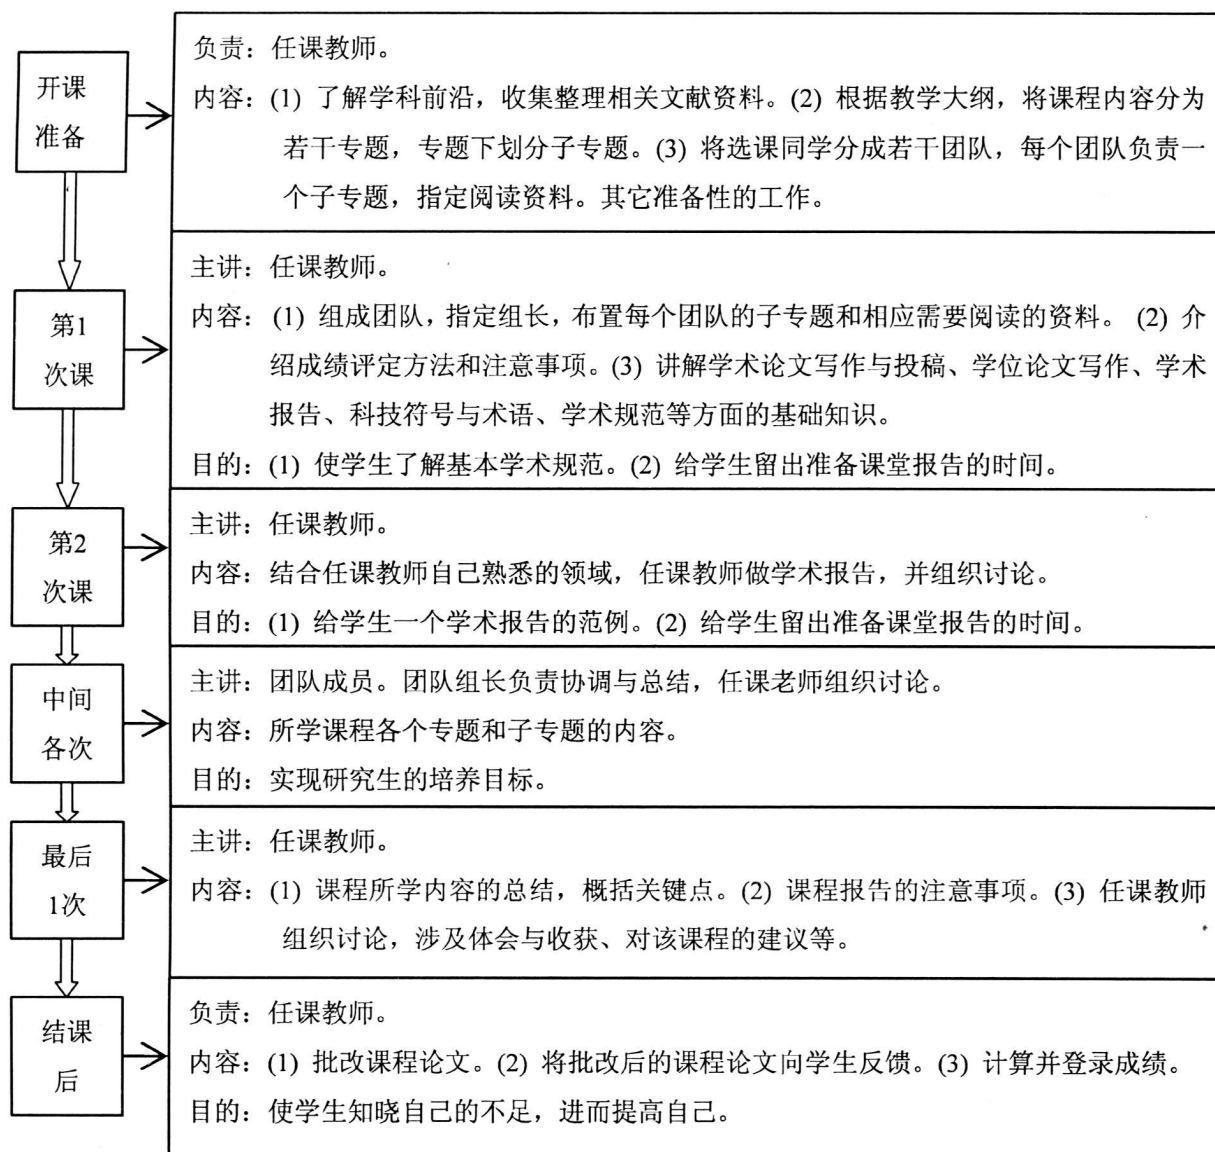 开课
准备
负责：任课教师。
内容：(1) 了解学科前沿，收集整理相关文献资料。(2) 根据教学大纲，将课程内容分为
若干专题，专题下划分子专题。(3) 将选课同学分成若干团队，每个团队负责一
个子专题，指定阅读资料。其它准备性的工作。
第1
次课
主讲：任课教师。
内容：(1) 组成团队，指定组长，布置每个团队的子专题和相应需要阅读的资料。 (2) 介
绍成绩评定方法和注意事项。(3) 讲解学术论文写作与投稿、学位论文写作、学术
报告、科技符号与术语、学术规范等方面的基础知识。
目的：(1) 使学生了解基本学术规范。(2) 给学生留出准备课堂报告的时间。
第2
次课
主讲：任课教师。
内容：结合任课教师自己熟悉的领域，任课教师做学术报告，并组织讨论。
目的：(1) 给学生一个学术报告的范例。(2) 给学生留出准备课堂报告的时间。
中间
各次
主讲：团队成员。团队组长负责协调与总结，任课老师组织讨论。
内容：所学课程各个专题和子专题的内容。
目的：实现研究生的培养目标。
最后
1次
主讲：任课教师。
内容：(1) 课程所学内容的总结，概括关键点。(2) 课程报告的注意事项。(3) 任课教师
组织讨论，涉及体会与收获、对该课程的建议等。
结课
后
负责：任课教师。
内容：(1) 批改课程论文。(2) 将批改后的课程论文向学生反馈。(3) 计算并登录成绩。
目的：使学生知晓自己的不足，进而提高自己。